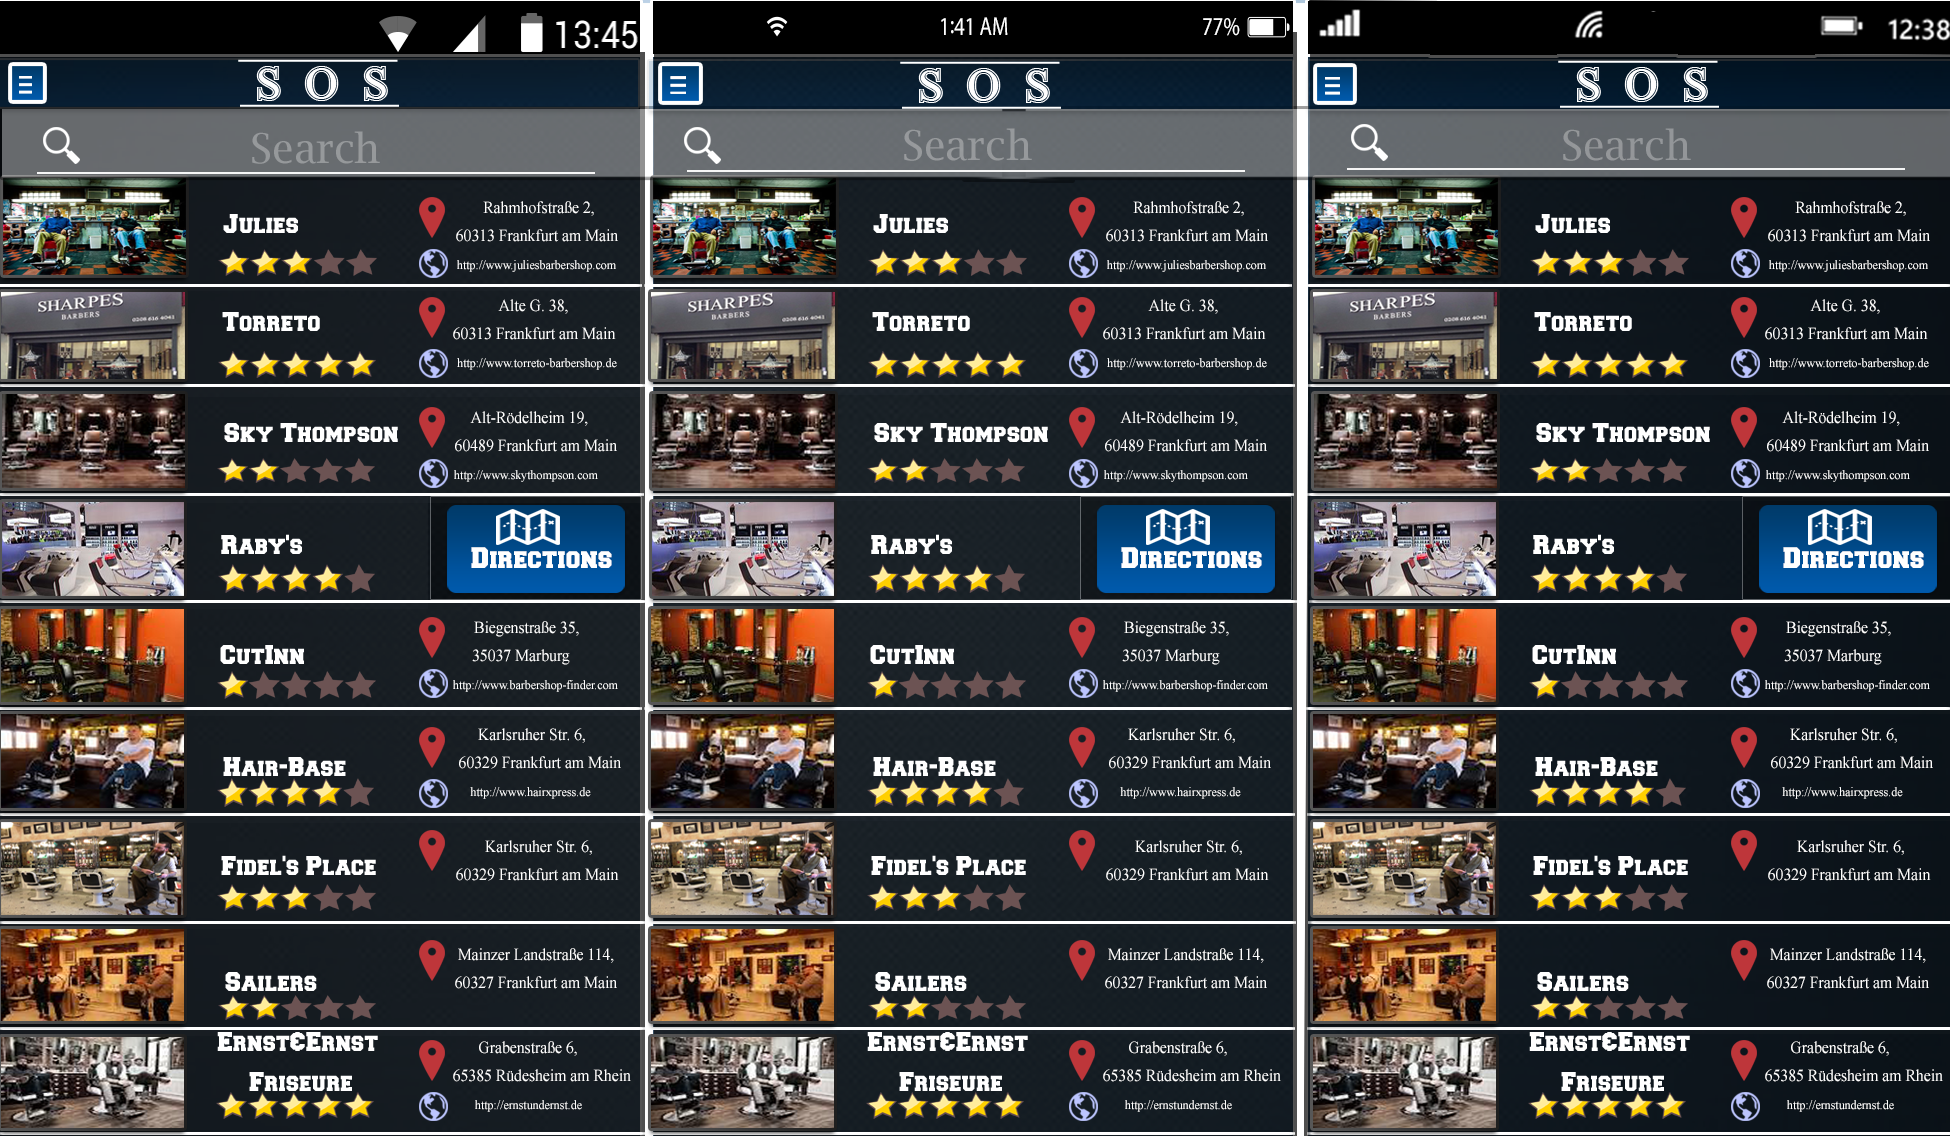 13:45
SOS
Search
Julies
Rahmhofstraße 2,
60313 Frankfurt am Main
http://www.juliesbarbershop.com
SHARPES
BARBERS
0208 616 4041
Torreto
Alte G. 38,
60313 Frankfurt am Main
http://www.torreto-barbershop.de
Sky Thompson
Alt-Rödelheim 19,
60489 Frankfurt am Main
http://www.skythompson.com
Raby's
Directions
CutInn
Biegenstraße 35,
35037 Marburg
http://www.barbershop-finder.com
Hair-Base
Karlsruher Str. 6,
60329 Frankfurt am Main
http://www.hairxpress.de
Fidel's Place
Karlsruher Str. 6,
60329 Frankfurt am Main
Sailers
Mainzer Landstraße 114,
60327 Frankfurt am Main
Ernst&Ernst
Friseure
Grabenstraße 6,
65385 Rüdesheim am Rhein
http://ernstundernst.de
1:41 AM
77%
SOS
Search
Julies
Rahmhofstraße 2,
60313 Frankfurt am Main
http://www.juliesbarbershop.com
SHARPES
BARBERS
0208 616 4041
Torreto
Alte G. 38,
60313 Frankfurt am Main
http://www.torreto-barbershop.de
Sky Thompson
Alt-Rödelheim 19,
60489 Frankfurt am Main
http://www.skythompson.com
Raby's
Directions
CutInn
Biegenstraße 35,
35037 Marburg
http://www.barbershop-finder.com
Hair-Base
Karlsruher Str. 6,
60329 Frankfurt am Main
http://www.hairxpress.de
Fidel's Place
Karlsruher Str. 6,
60329 Frankfurt am Main
Sailers
Mainzer Landstraße 114,
60327 Frankfurt am Main
Ernst&Ernst
Friseure
Grabenstraße 6,
65385 Rüdesheim am Rhein
http://ernstundernst.de
12:38
SOS
Search
Julies
Rahmhofstraße 2,
60313 Frankfurt am Main
http://www.juliesbarbershop.com
SHARPES
BARBERS
0208 616 4041
Torreto
Alte G. 38,
60313 Frankfurt am Main
http://www.torreto-barbershop.de
Sky Thompson
Alt-Rödelheim 19,
60489 Frankfurt am Main
http://www.skythompson.com
Raby's
Directions
CutInn
Biegenstraße 35,
35037 Marburg
http://www.barbershop-finder.com
Hair-Base
Karlsruher Str. 6,
60329 Frankfurt am Main
http://www.hairxpress.de
Fidel's Place
Karlsruher Str. 6,
60329 Frankfurt am Main
Sailers
Mainzer Landstraße 114,
60327 Frankfurt am Main
Ernst&Ernst
Friseure
Grabenstraße 6,
65385 Rüdesheim am Rhein
http://ernstundernst.de